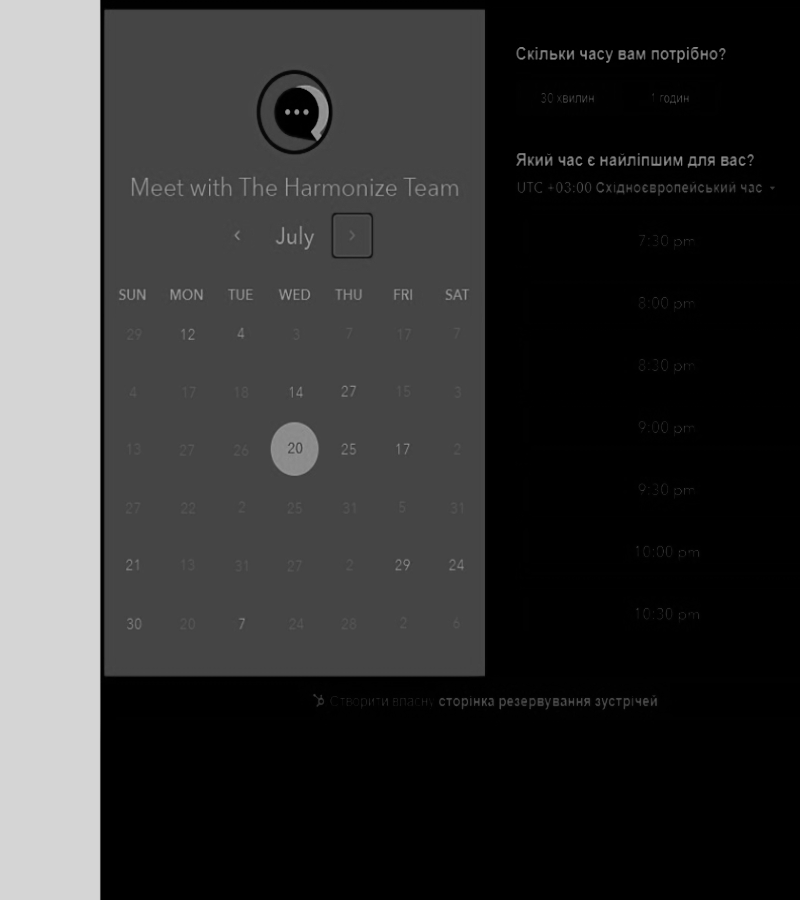 Meet with The Harmonize Team
July
SUN MON TUE WED THU FRI SAT
29 12 4 3 7 17 7
4 17 18 14 27 15 3
13 27 26 20 25 17 2
27 22 2 25 31 5 31
21 13 31 27 2 29 24
30 20 7 24 28 2 6
Скільки часу вам потрібно?
30 хвилин 1 годин
Який час є найліпшим для вас?
UTC +03:00 Східноєвропейський час
7:30 pm
8:00 pm
8:30 pm
9:00 pm
9:30 pm
10:00 pm
10:30 pm
Створити власну сторінка резервування зустрічей